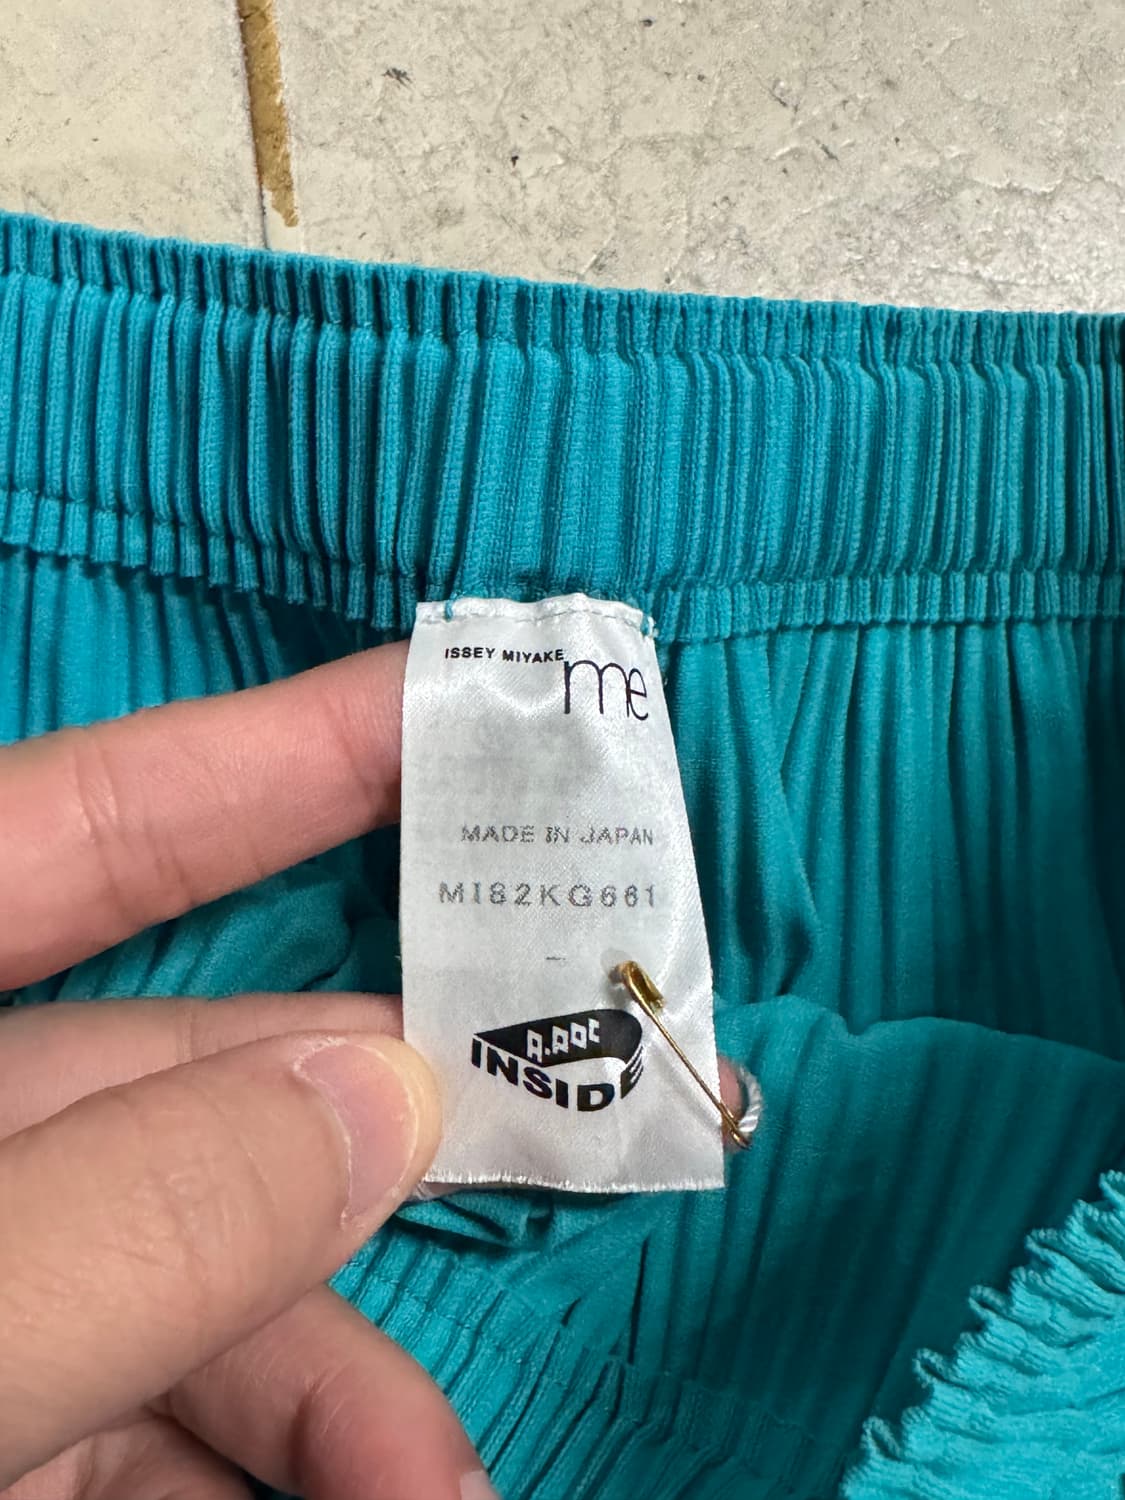 ISSEY MIYAKE me
MADE IN JAPAN
MI82KG661
-
A.POC
INSIDE